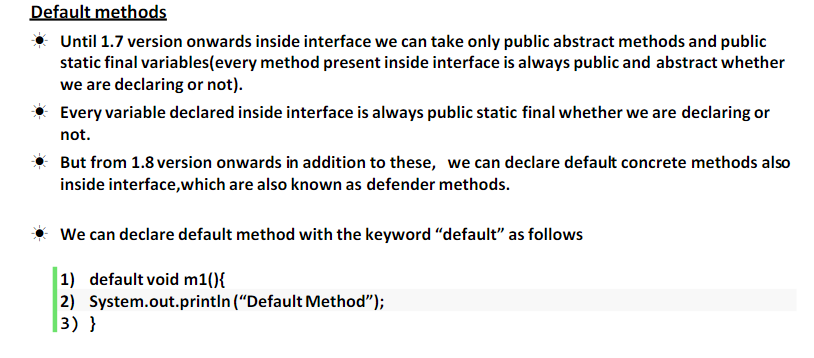 Default methods
Until 1.7 version onwards inside interface we can take only public abstract methods and public
static final variables(every method present inside interface is always public and abstract whether
we are declaring or not).
Every variable declared inside interface is always public static final whether we are declaring or
not.
But from 1.8 version onwards in addition to these, we can declare default concrete methods also
inside interface,which are also known as defender methods.
We can declare default method with the keyword “default” as follows
1) default void m1(){
2) System.out.println (“Default Method”);
3) }